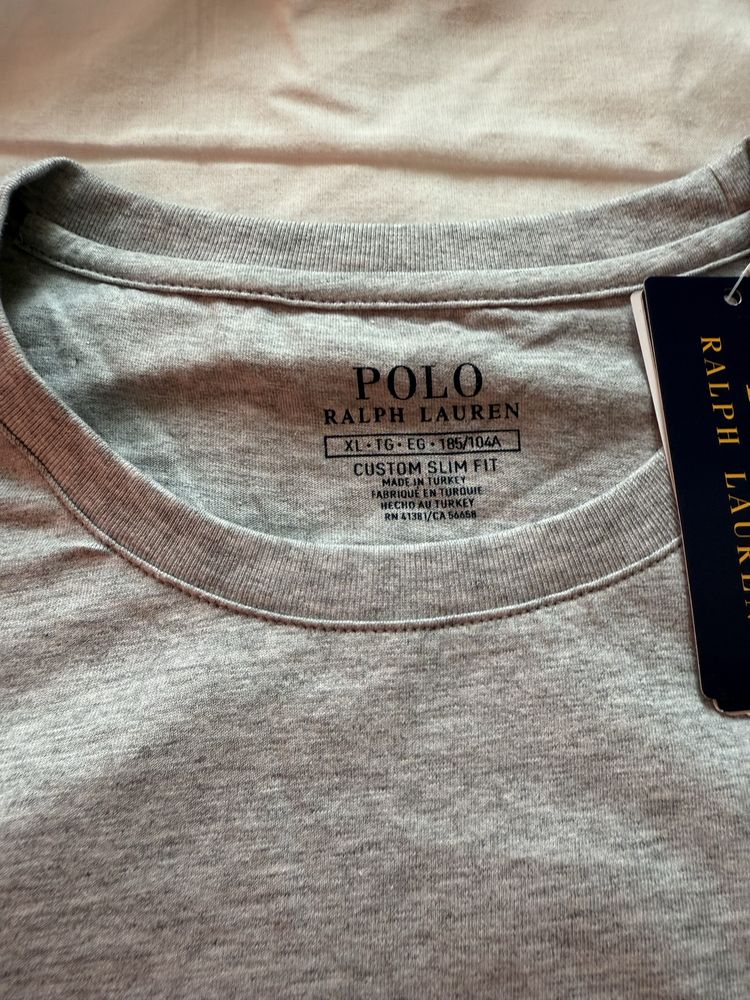 POLO
RALPH LAUREN
XL • TG • EG • 185/104A
CUSTOM SLIM FIT
MADE IN TURKEY
FABRIQUÉ EN TURQUIE
HECHO AU TURKEY
RN 41381/CA 56658
RALPH LAUREN